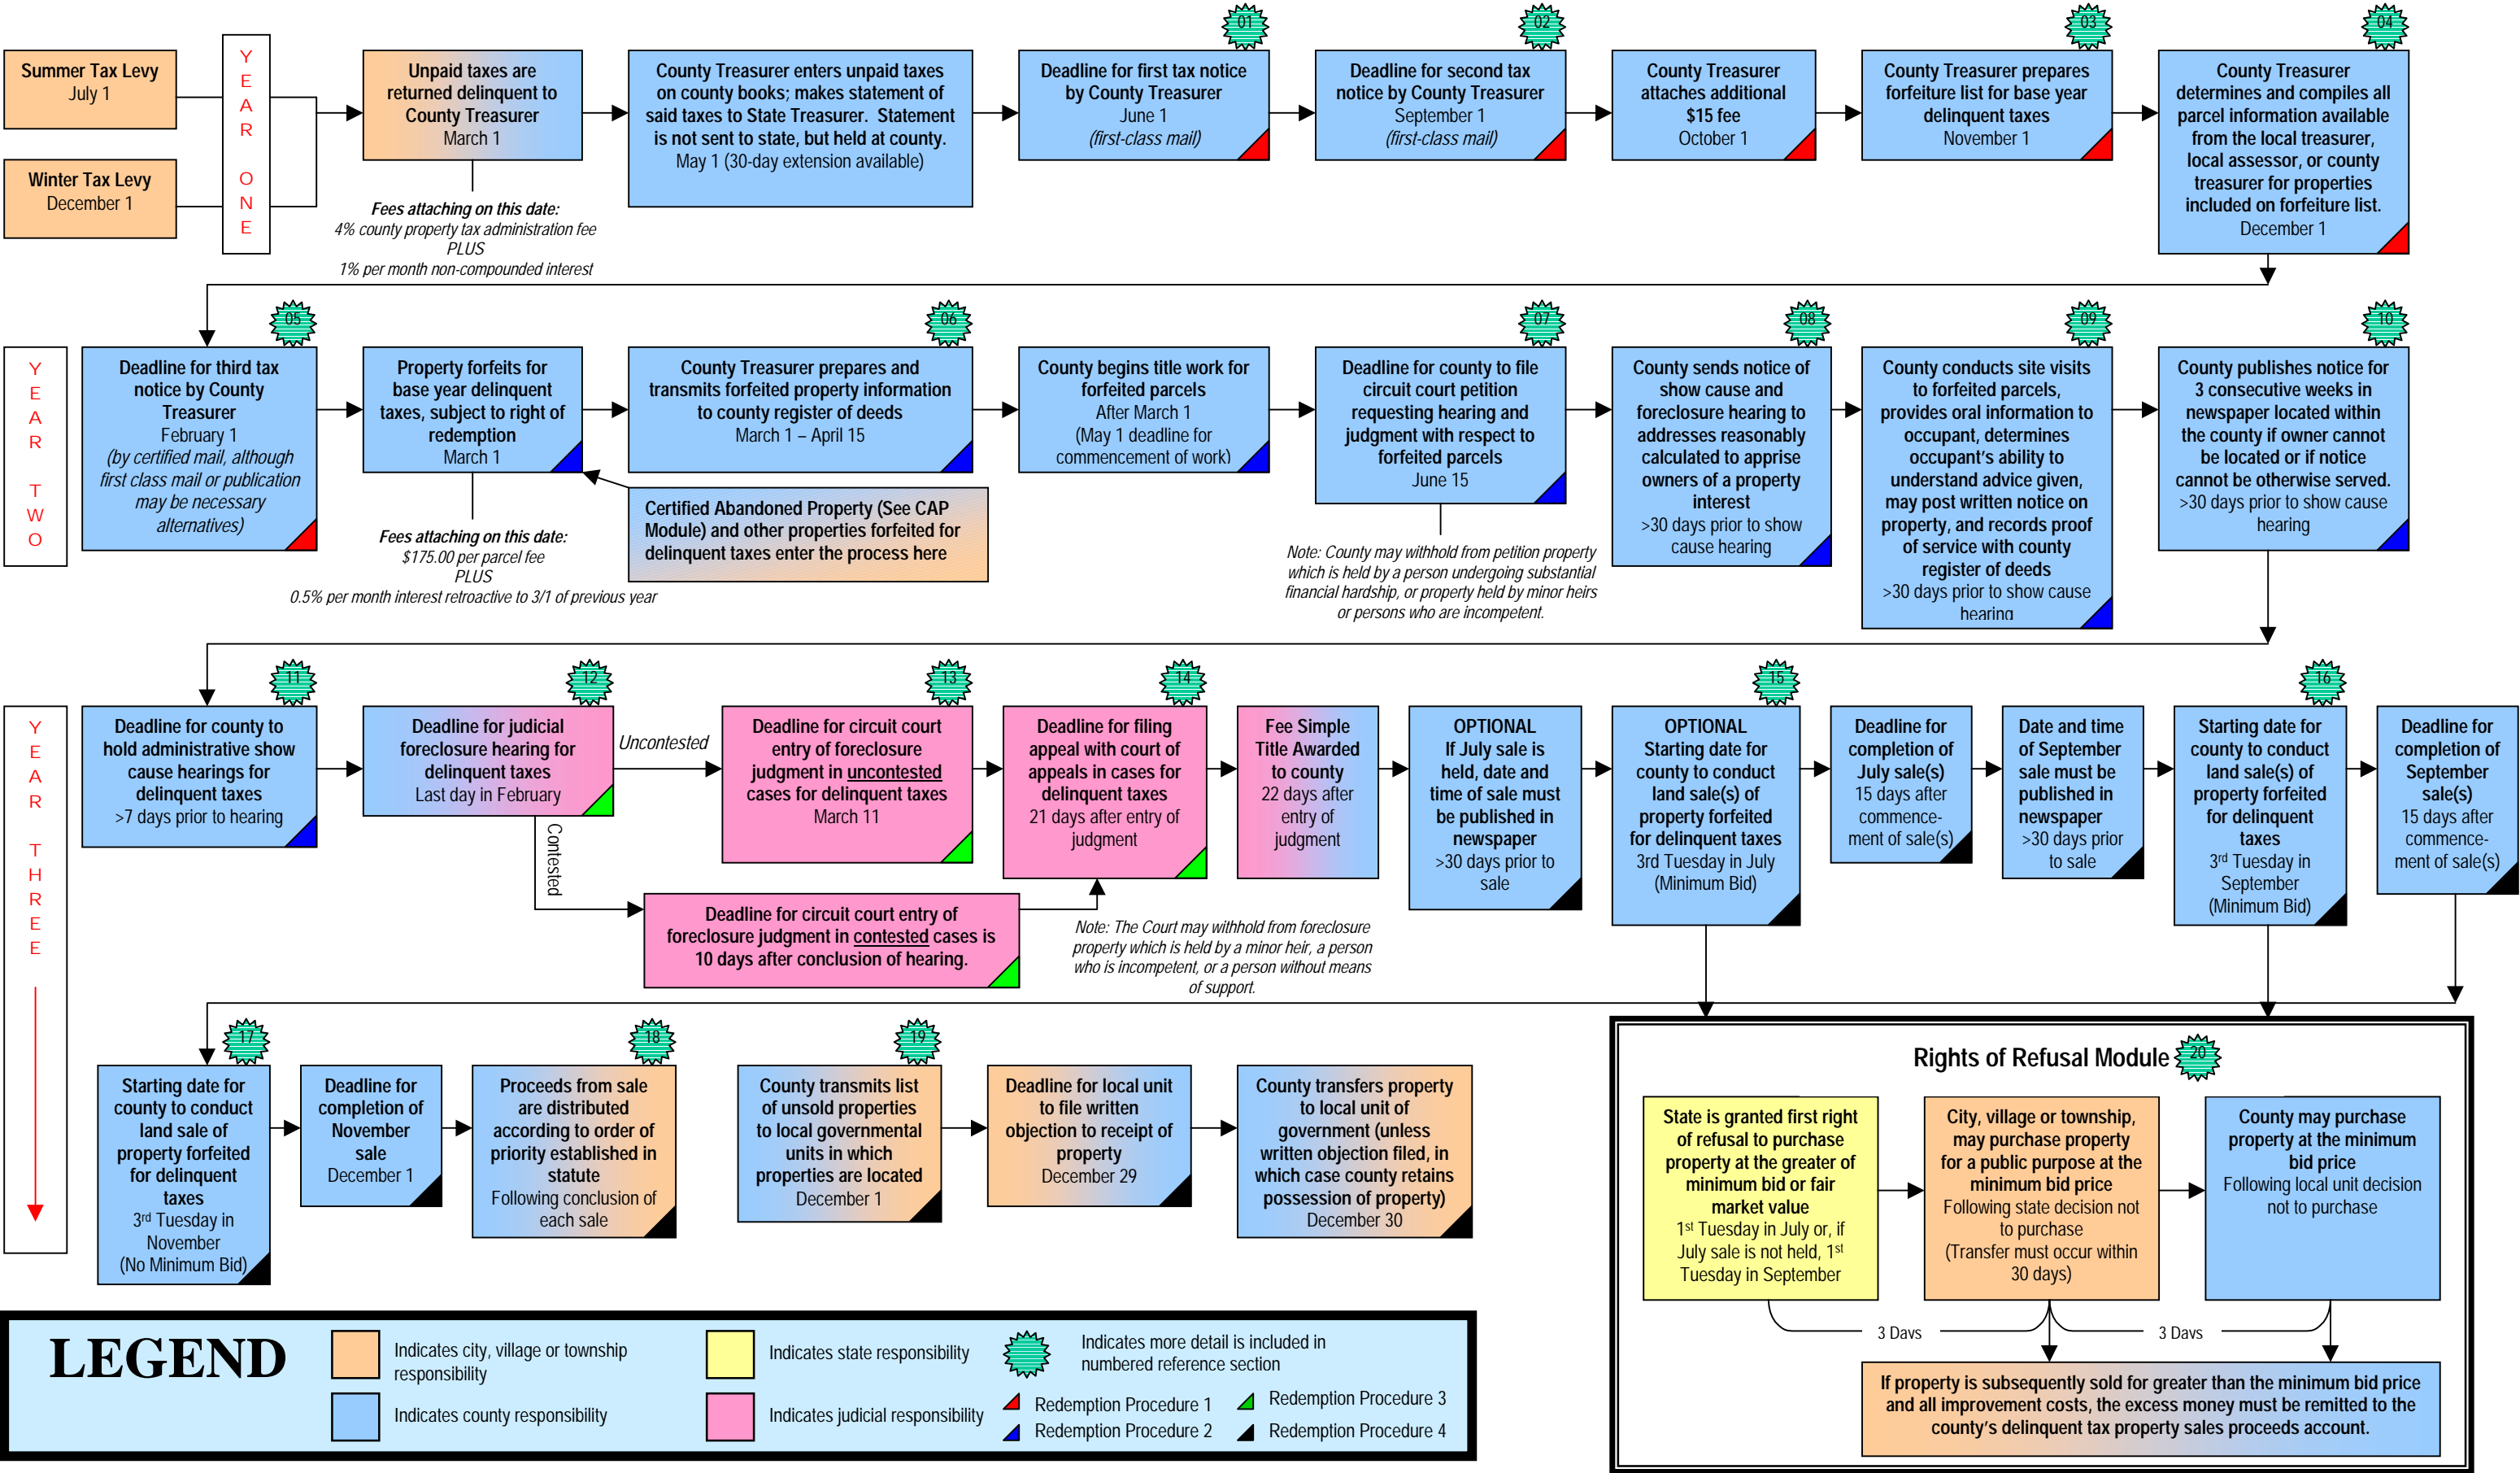 01
02
03
04
Summer Tax Levy
July 1
Winter Tax Levy
December 1
YEAR ONE
Unpaid taxes are
returned delinquent to
County Treasurer
March 1
Fees attaching on this date:
4% county property tax administration fee
PLUS
1% per month non-compounded interest
County Treasurer enters unpaid taxes
on county books; makes statement of
said taxes to State Treasurer. Statement
is not sent to state, but held at county.
May 1 (30-day extension available)
Deadline for first tax notice
by County Treasurer
June 1
(first-class mail)
Deadline for second tax
notice by County Treasurer
September 1
(first-class mail)
County Treasurer
attaches additional
$15 fee
October 1
County Treasurer prepares
forfeiture list for base year
delinquent taxes
November 1
County Treasurer
determines and compiles all
parcel information available
from the local treasurer,
local assessor, or county
treasurer for properties
included on forfeiture list.
December 1
05
06
07
08
09
10
YEAR TWO
Deadline for third tax
notice by County
Treasurer
February 1
(by certified mail, although
first class mail or publication
may be necessary
alternatives)
Property forfeits for
base year delinquent
taxes, subject to right of
redemption
March 1
Fees attaching on this date:
$175.00 per parcel fee
PLUS
0.5% per month interest retroactive to 3/1 of previous year
County Treasurer prepares and
transmits forfeited property information
to county register of deeds
March 1 – April 15
Certified Abandoned Property (See CAP
Module) and other properties forfeited for
delinquent taxes enter the process here
County begins title work for
forfeited parcels
After March 1
(May 1 deadline for
commencement of work)
Deadline for county to file
circuit court petition
requesting hearing and
judgment with respect to
forfeited parcels
June 15
Note: County may withhold from petition property
which is held by a person undergoing substantial
financial hardship, or property held by minor heirs
or persons who are incompetent.
County sends notice of
show cause and
foreclosure hearing to
addresses reasonably
calculated to apprise
owners of a property
interest
>30 days prior to show
cause hearing
County conducts site visits
to forfeited parcels,
provides oral information to
occupant, determines
occupant's ability to
understand advice given,
may post written notice on
property, and records proof
of service with county
register of deeds
>30 days prior to show cause
hearing
County publishes notice for
3 consecutive weeks in
newspaper located within
the county if owner cannot
be located or if notice
cannot be otherwise served.
>30 days prior to show cause
hearing
11
12
13
14
15
16
YEAR THREE
Deadline for county to
hold administrative show
cause hearings for
delinquent taxes
>7 days prior to hearing
Deadline for judicial
foreclosure hearing for
delinquent taxes
Last day in February
Uncontested
Contested
Deadline for circuit court
entry of foreclosure
judgment in uncontested
cases for delinquent taxes
March 11
Deadline for circuit court entry of
foreclosure judgment in contested cases is
10 days after conclusion of hearing.
Deadline for filing
appeal with court of
appeals in cases for
delinquent taxes
21 days after entry of
judgment
Note: The Court may withhold from foreclosure
property which is held by a minor heir, a person
who is incompetent, or a person without means
of support.
Fee Simple
Title Awarded
to county
22 days after
entry of
judgment
OPTIONAL
If July sale is
held, date and
time of sale must
be published in
newspaper
>30 days prior to
sale
OPTIONAL
Starting date for
county to conduct
land sale(s) of
property forfeited
for delinquent taxes
3rd Tuesday in July
(Minimum Bid)
Deadline for
completion of
July sale(s)
15 days after
commence-
ment of sale(s)
Date and time
of September
sale must be
published in
newspaper
>30 days prior
to sale
Starting date for
county to conduct
land sale(s) of
property forfeited
for delinquent
taxes
3rd Tuesday in
September
(Minimum Bid)
Deadline for
completion of
September
sale(s)
15 days after
commence-
ment of sale(s)
17
18
19
Starting date for
county to conduct
land sale of
property forfeited
for delinquent
taxes
3rd Tuesday in
November
(No Minimum Bid)
Deadline for
completion of
November
sale
December 1
Proceeds from sale
are distributed
according to order of
priority established in
statute
Following conclusion of
each sale
County transmits list
of unsold properties
to local governmental
units in which
properties are located
December 1
Deadline for local unit
to file written
objection to receipt of
property
December 29
County transfers property
to local unit of
government (unless
written objection filed, in
which case county retains
possession of property)
December 30
Rights of Refusal Module
20
State is granted first right
of refusal to purchase
property at the greater of
minimum bid or fair
market value
1st Tuesday in July or, if
July sale is not held, 1st
Tuesday in September
City, village or township,
may purchase property
for a public purpose at the
minimum bid price
Following state decision not
to purchase
(Transfer must occur within
30 days)
County may purchase
property at the minimum
bid price
Following local unit decision
not to purchase
3 Days
3 Days
If property is subsequently sold for greater than the minimum bid price
and all improvement costs, the excess money must be remitted to the
county's delinquent tax property sales proceeds account.
LEGEND
Indicates city, village or township
responsibility
Indicates county responsibility
Indicates state responsibility
Indicates judicial responsibility
Indicates more detail is included in
numbered reference section
Redemption Procedure 1
Redemption Procedure 2
Redemption Procedure 3
Redemption Procedure 4